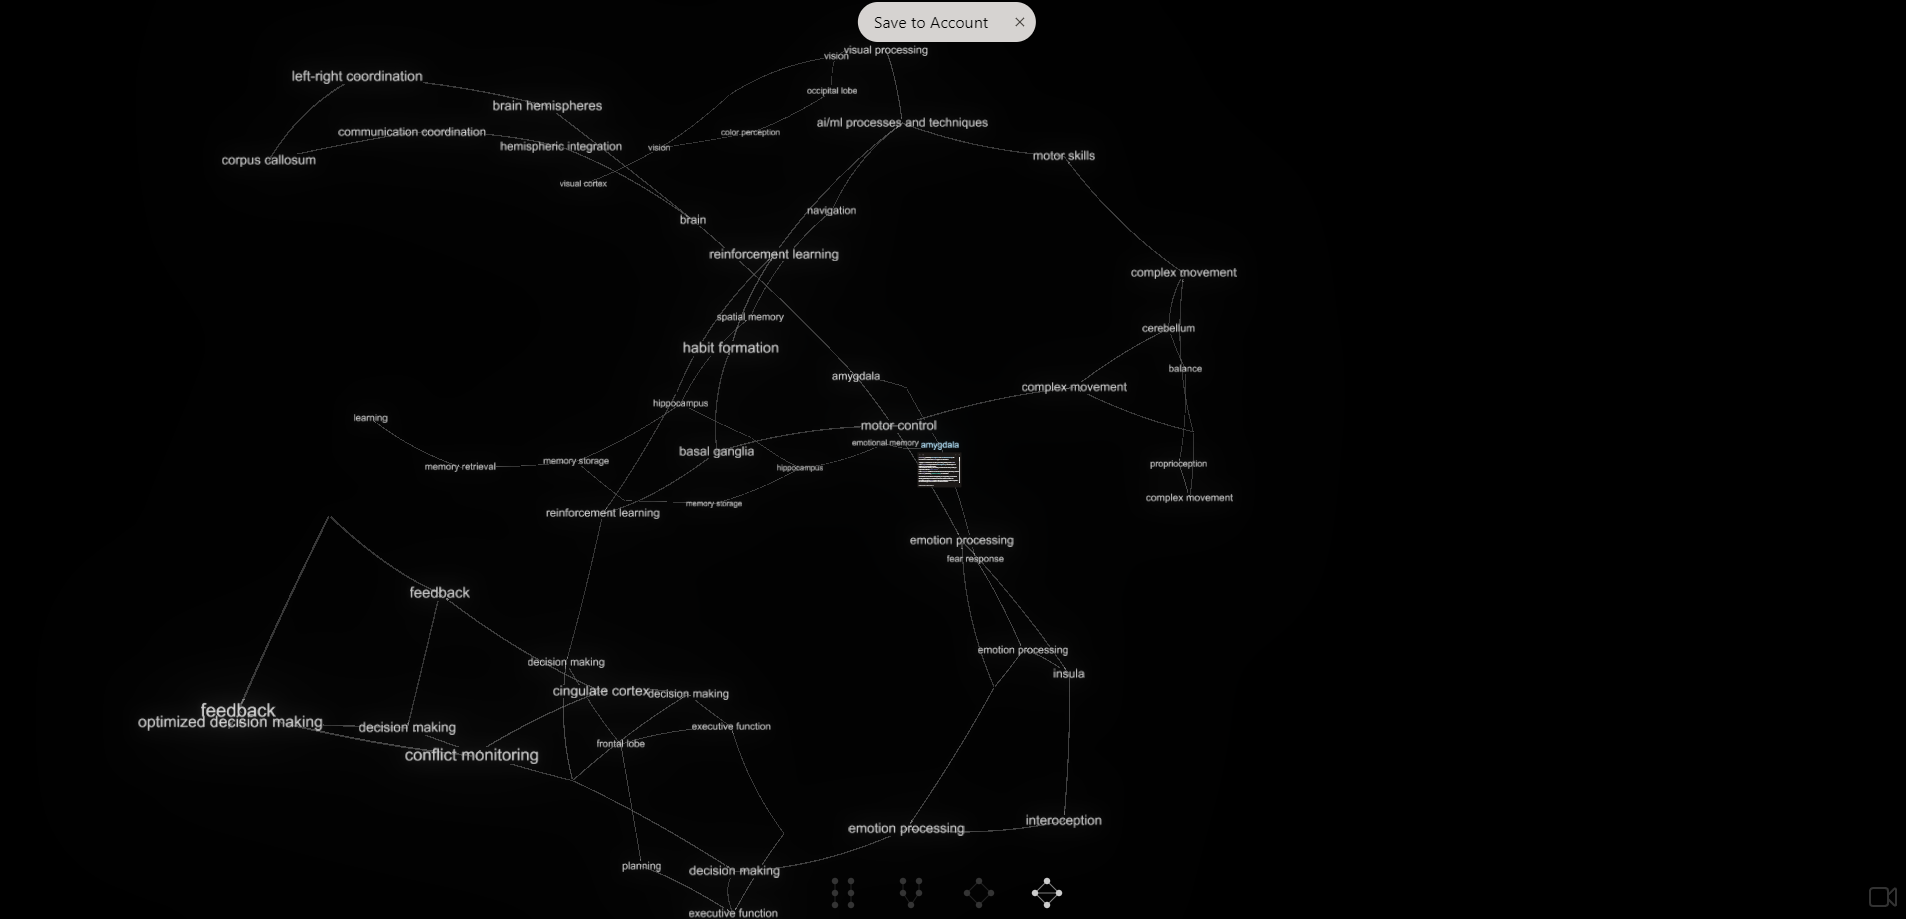 Save to Account
visual processing
vision
left-right coordination
occipital lobe
brain hemispheres
ai/ml processes and techniques
communication coordination
color perception
hemispheric integration
vision
motor skills
corpus callosum
visual cortex
navigation
brain
reinforcement learning
complex movement
spatial memory
cerebellum
habit formation
balance
amygdala
complex movement
hippocampus
learning
motor control
emotional memory
amygdala
basal ganglia
memory storage
proprioception
memory retrieval
hippocampus
complex movement
memory storage
reinforcement learning
emotion processing
fear response
feedback
emotion processing
decision making
insula
cingulate cortex
decision making
feedback
optimized decision making
decision making
executive function
frontal lobe
conflict monitoring
interoception
emotion processing
planning
decision making
executive function